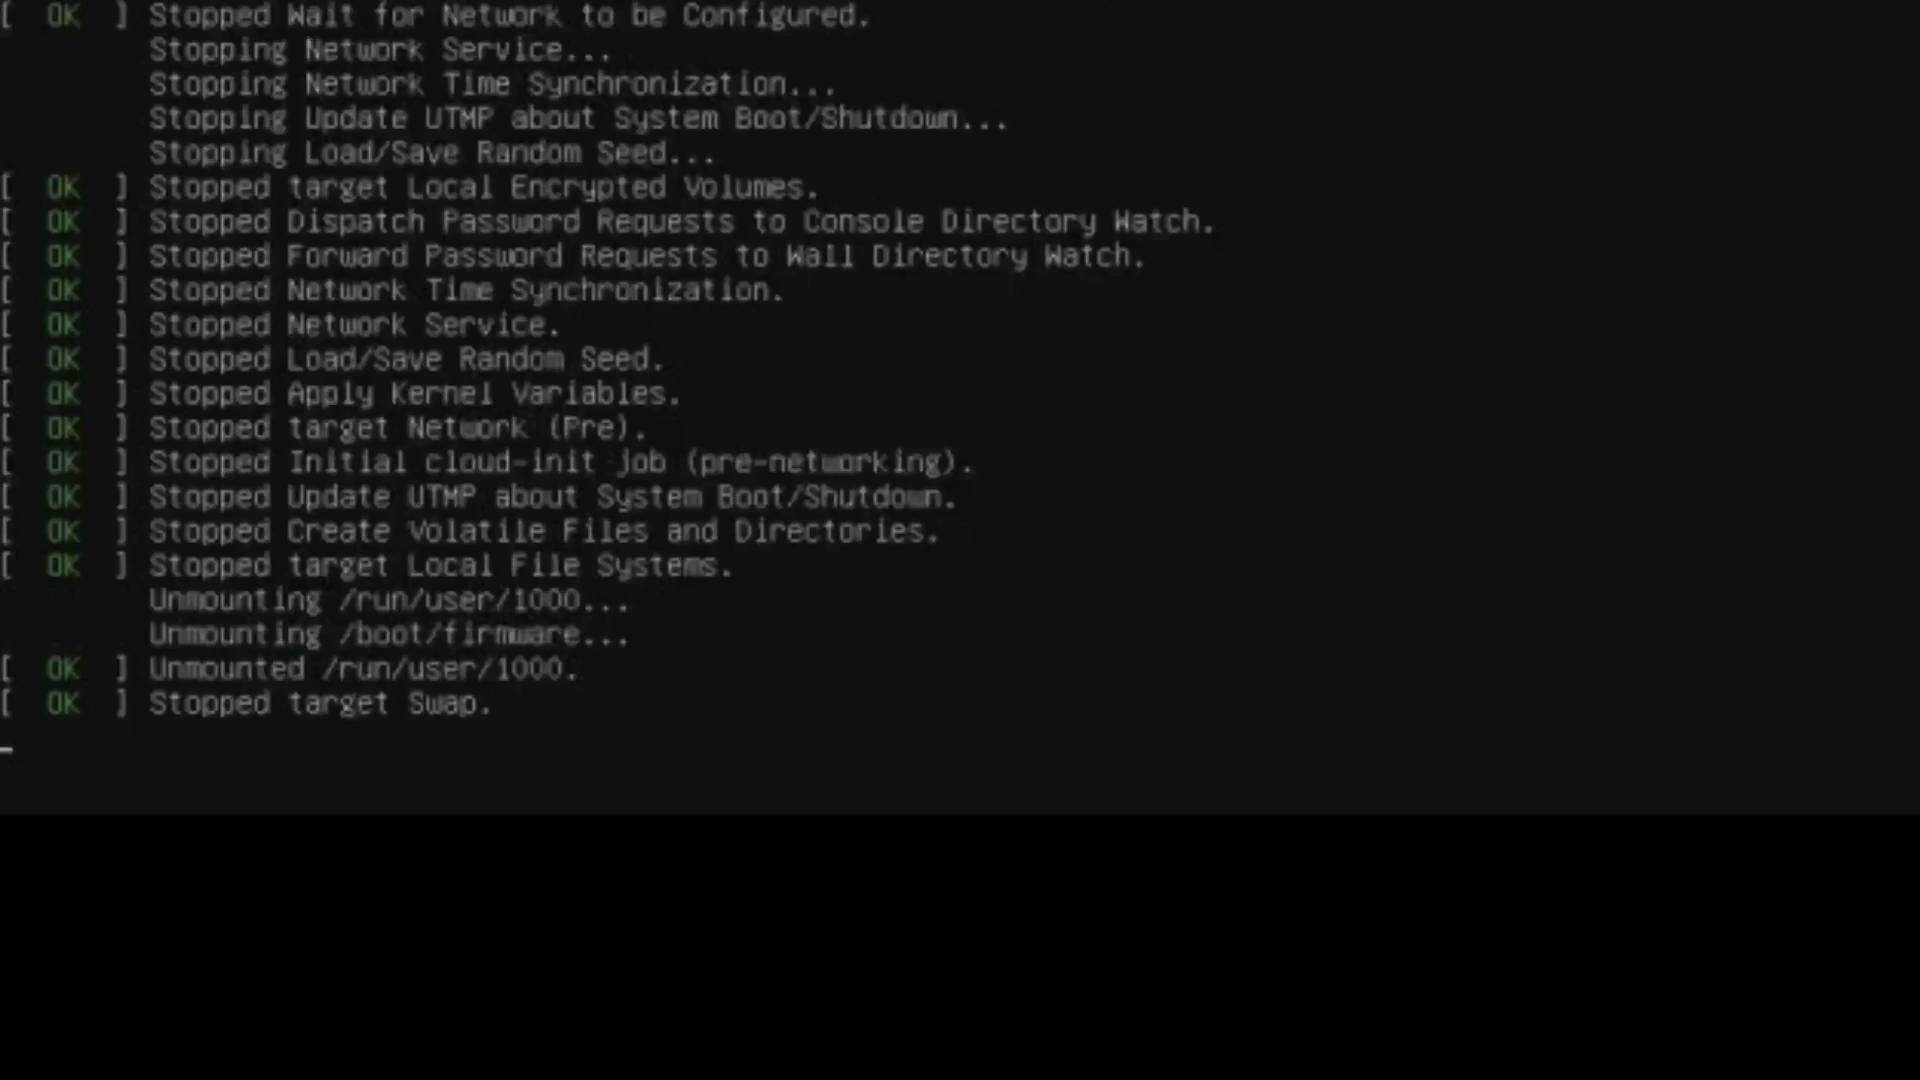 [  OK  ] Stopped Wait for Network to be Configured.
Stopping Network Service...
Stopping Network Time Synchronization...
Stopping Update UTMP about System Boot/Shutdown...
Stopping Load/Save Random Seed...
[  OK  ] Stopped target Local Encrypted Volumes.
[  OK  ] Stopped Dispatch Password Requests to Console Directory Watch.
[  OK  ] Stopped Forward Password Requests to Wall Directory Watch.
[  OK  ] Stopped Network Time Synchronization.
[  OK  ] Stopped Network Service.
[  OK  ] Stopped Load/Save Random Seed.
[  OK  ] Stopped Apply Kernel Variables.
[  OK  ] Stopped target Network (Pre).
[  OK  ] Stopped Initial cloud-init job (pre-networking).
[  OK  ] Stopped Update UTMP about System Boot/Shutdown.
[  OK  ] Stopped Create Volatile Files and Directories.
[  OK  ] Stopped target Local File Systems.
Unmounting /run/user/1000...
Unmounting /boot/firmware...
[  OK  ] Unmounted /run/user/1000.
[  OK  ] Stopped target Swap.